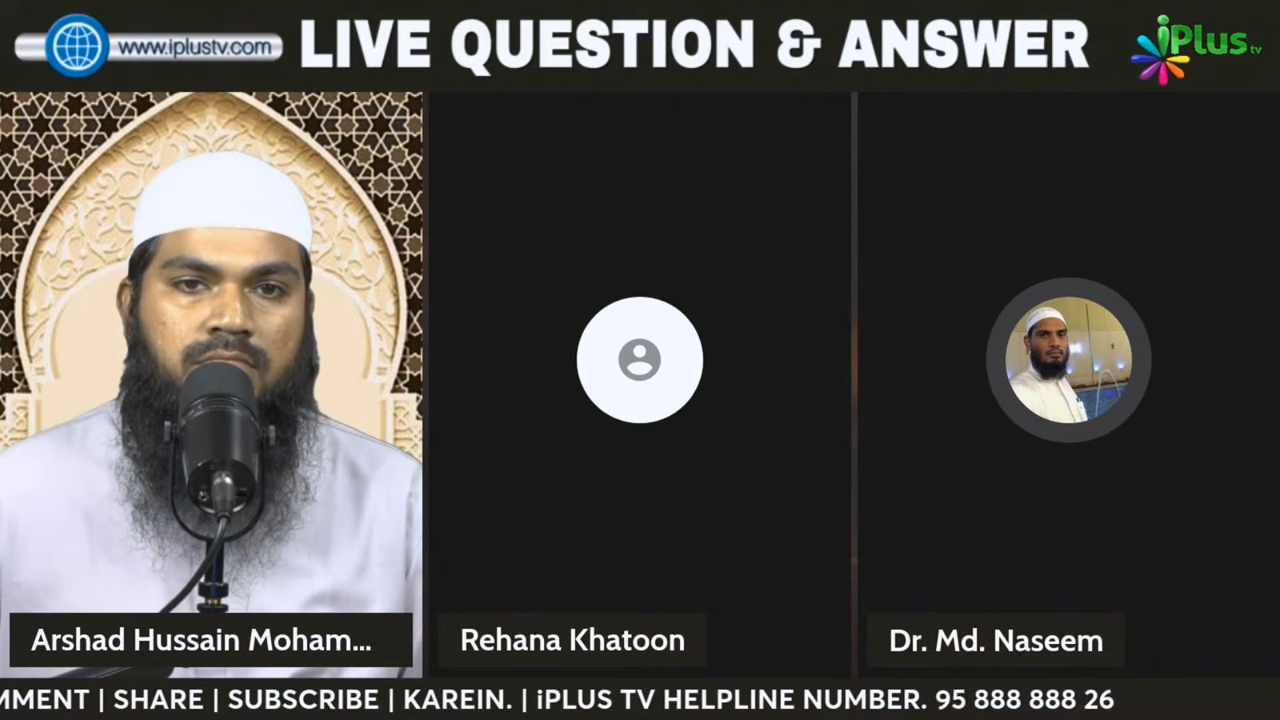 www.iplustv.com
LIVE QUESTION & ANSWER
iPlus tv
Arshad Hussain Moham...
Rehana Khatoon
Dr. Md. Naseem
MMENT | SHARE | SUBSCRIBE | KAREIN. | iPLUS TV HELPLINE NUMBER. 95 888 888 26